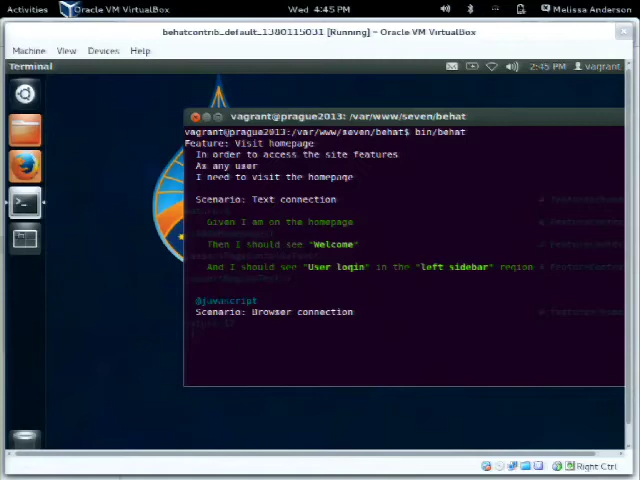 Activities Oracle VM VirtualBox Wed 4:45 PM Melissa Anderson
behatcontrib_default_1380115031 [Running] - Oracle VM VirtualBox
Machine View Devices Help
Terminal 2:45 PM vagrant
vagrant@prague2013: /var/www/seven/behat
vagrant@prague2013:/var/www/seven/behat$ bin/behat
Feature: Visit homepage
In order to access the site features
As any user
I need to visit the homepage
Scenario: Text connection
Given I am on the homepage
Then I should see "Welcome"
And I should see "User login" in the "left sidebar" region
@javascript
Scenario: Browser connection
Right Ctrl